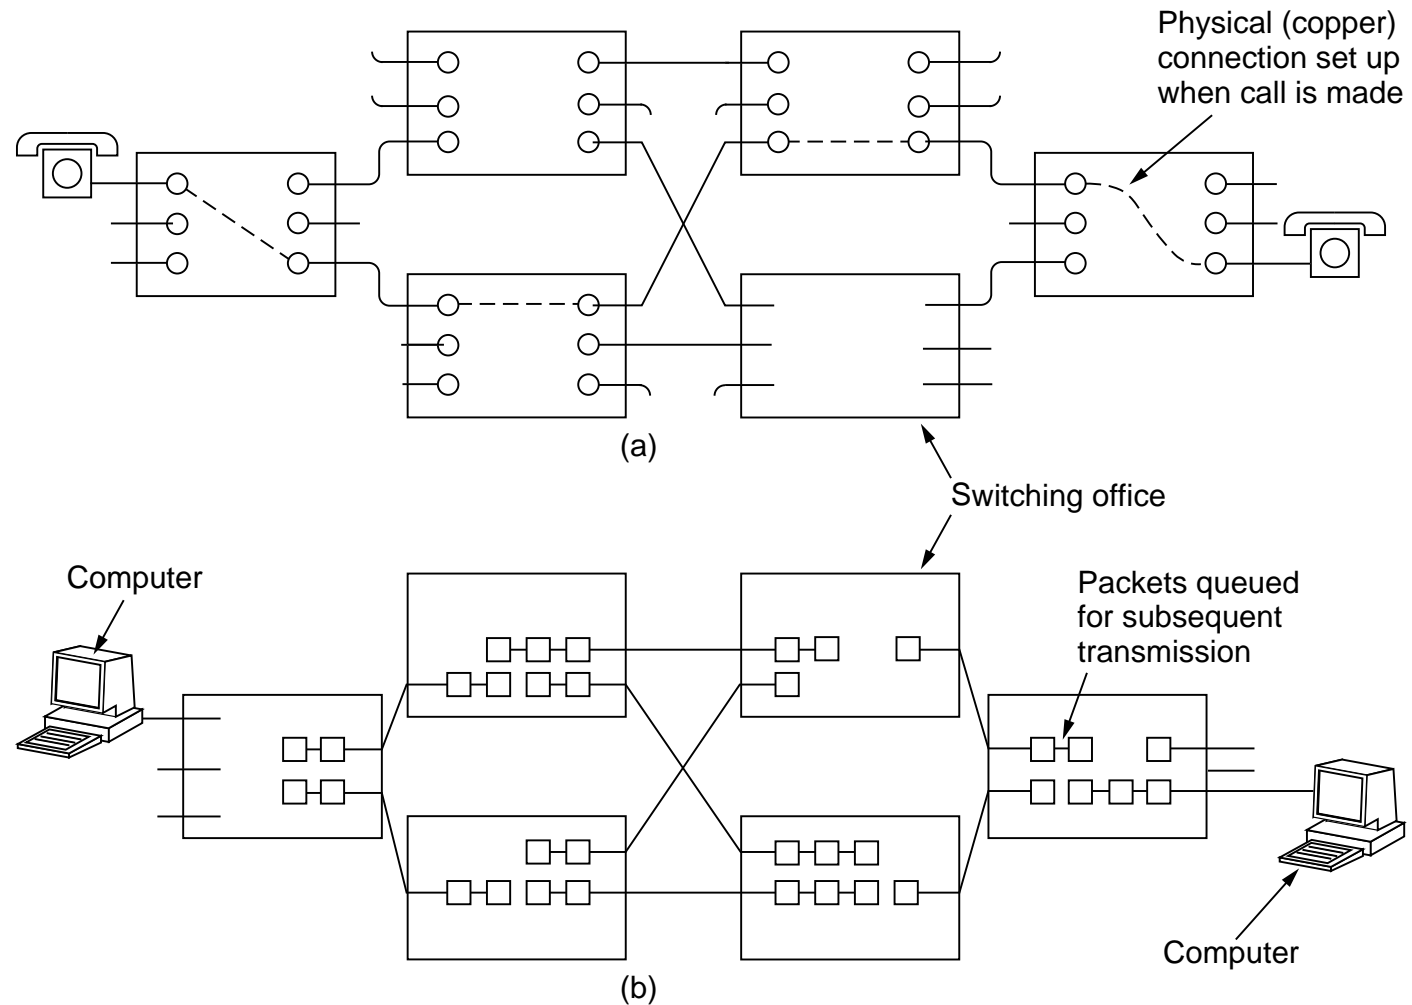 Physical (copper)
connection set up
when call is made
(a)
Switching office
Computer
Packets queued
for subsequent
transmission
Computer
(b)